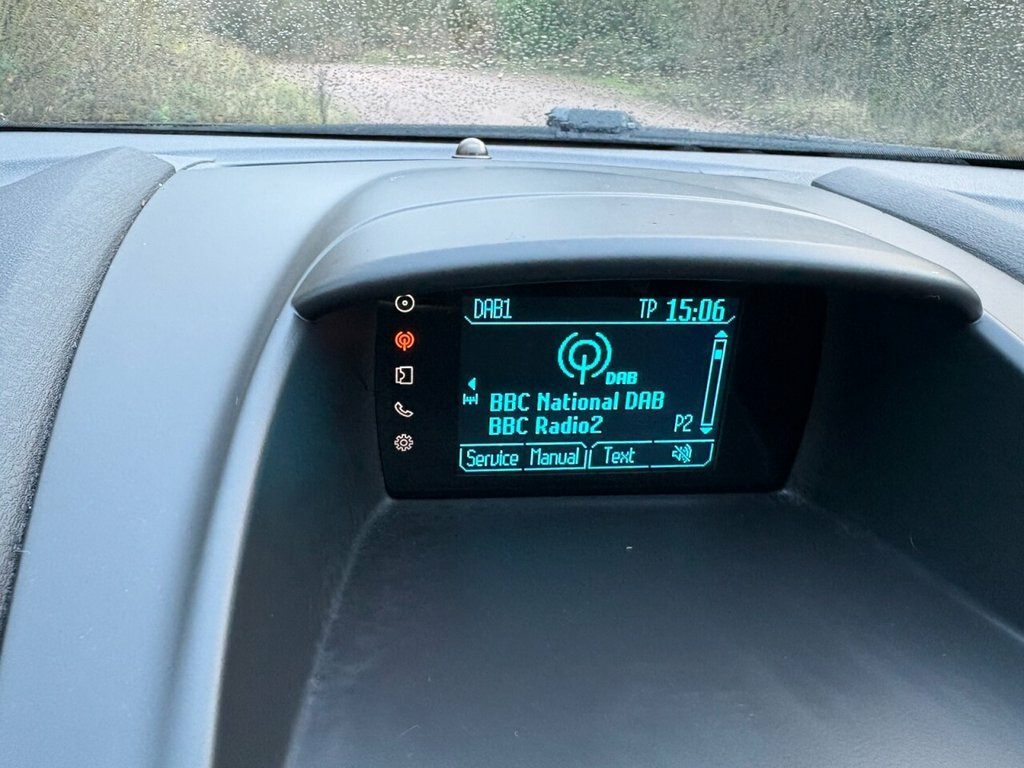 DAB1 TP 15:06
DAB
BBC National DAB
BBC Radio2 P2
Service Manual Text